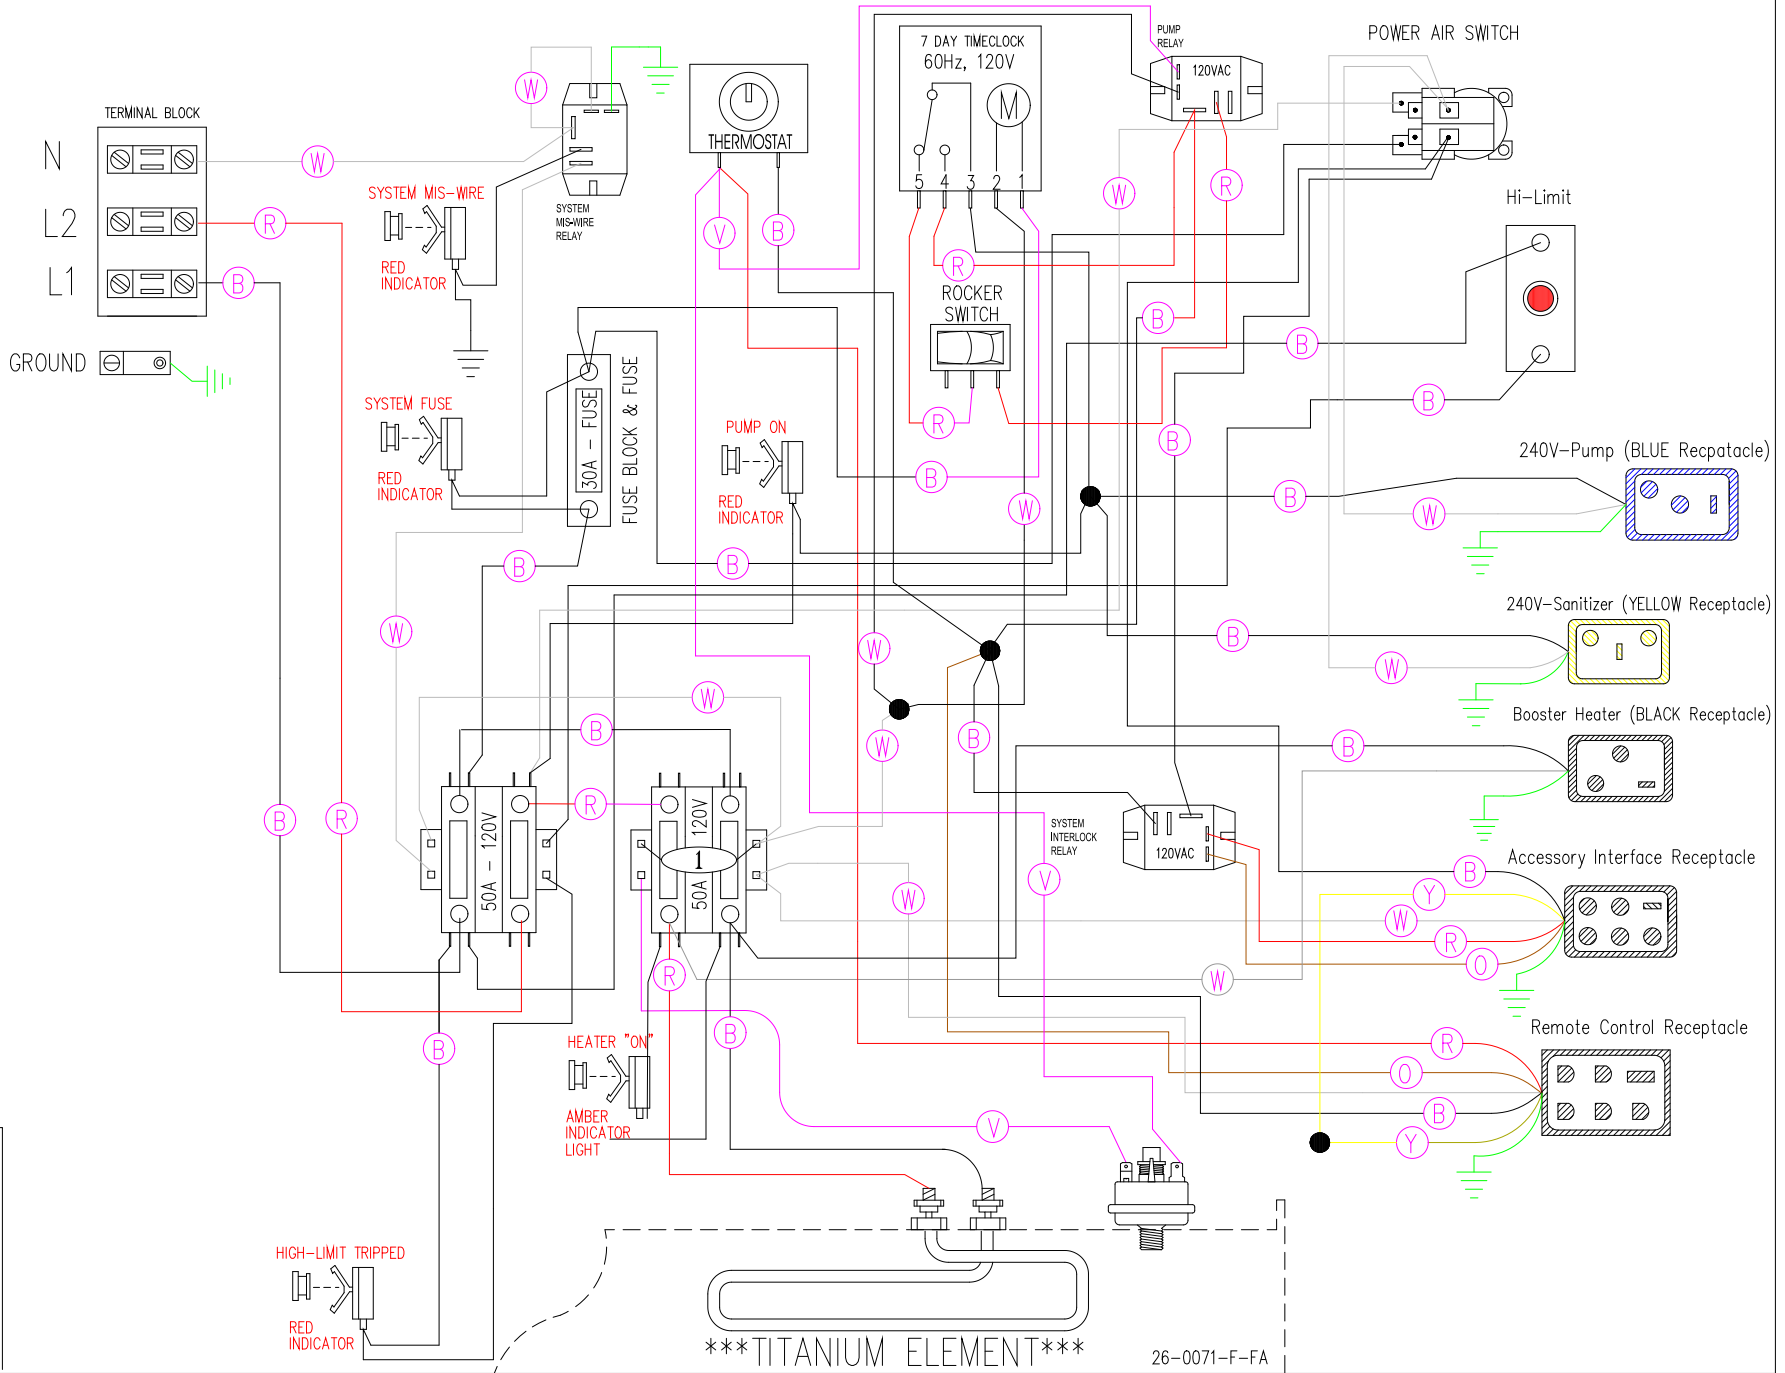 POWER AIR SWITCH
PUMP
RELAY
7 DAY TIMECLOCK
60Hz, 120V
M
5 4 3 2 1
120VAC
THERMOSTAT
TERMINAL BLOCK
N
L2
L1
GROUND
W
W
R
B
SYSTEM MIS-WIRE
RED
INDICATOR
SYSTEM
MIS-WIRE
RELAY
V
B
W
R
R
B
B
ROCKER
SWITCH
R
B
Hi-Limit
B
B
SYSTEM FUSE
RED
INDICATOR
30A - FUSE
FUSE BLOCK & FUSE
PUMP ON
RED
INDICATOR
240V-Pump (BLUE Recpatacle)
B
W
W
B
B
240V-Sanitizer (YELLOW Receptacle)
B
W
W
W
W
B
W
B
Booster Heater (BLACK Receptacle)
B
R
B
R
50A - 120V
50A 120V
1
SYSTEM
INTERLOCK
RELAY
120VAC
V
W
Accessory Interface Receptacle
B
Y
W
R
O
R
W
B
B
HEATER "ON"
AMBER
INDICATOR
LIGHT
V
Remote Control Receptacle
R
O
B
Y
HIGH-LIMIT TRIPPED
RED
INDICATOR
***TITANIUM ELEMENT***
26-0071-F-FA